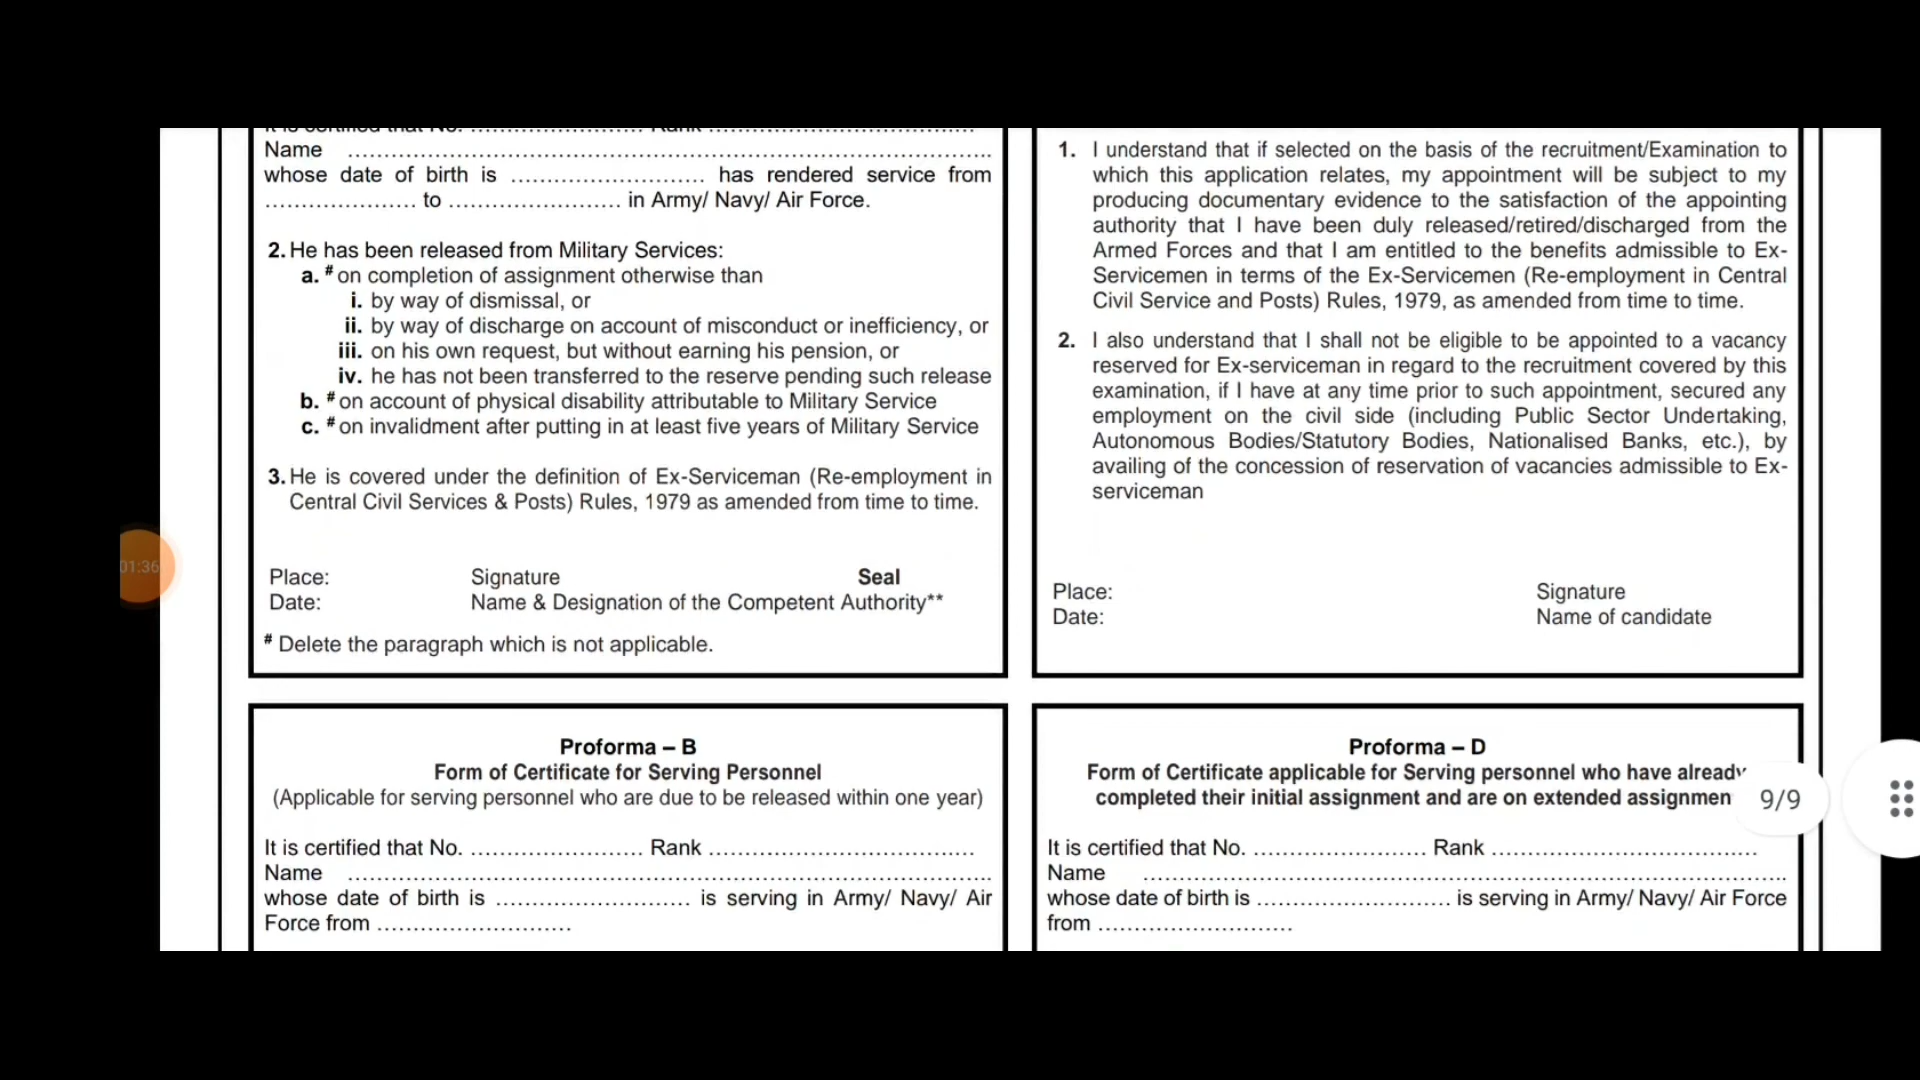 It is certified that No. ........................ Rank .....................................
Name .........................................................................................
whose date of birth is ........................... has rendered service from
..................... to ........................ in Army/ Navy/ Air Force.
2. He has been released from Military Services:
a. # on completion of assignment otherwise than
i. by way of dismissal, or
ii. by way of discharge on account of misconduct or inefficiency, or
iii. on his own request, but without earning his pension, or
iv. he has not been transferred to the reserve pending such release
b. # on account of physical disability attributable to Military Service
c. # on invalidment after putting in at least five years of Military Service
3. He is covered under the definition of Ex-Serviceman (Re-employment in
Central Civil Services & Posts) Rules, 1979 as amended from time to time.
Place: Signature Seal
Date: Name & Designation of the Competent Authority**
# Delete the paragraph which is not applicable.
1. I understand that if selected on the basis of the recruitment/Examination to
which this application relates, my appointment will be subject to my
producing documentary evidence to the satisfaction of the appointing
authority that I have been duly released/retired/discharged from the
Armed Forces and that I am entitled to the benefits admissible to Ex-
Servicemen in terms of the Ex-Servicemen (Re-employment in Central
Civil Service and Posts) Rules, 1979, as amended from time to time.
2. I also understand that I shall not be eligible to be appointed to a vacancy
reserved for Ex-serviceman in regard to the recruitment covered by this
examination, if I have at any time prior to such appointment, secured any
employment on the civil side (including Public Sector Undertaking,
Autonomous Bodies/Statutory Bodies, Nationalised Banks, etc.), by
availing of the concession of reservation of vacancies admissible to Ex-
serviceman
Place: Signature
Date: Name of candidate
01:36
Proforma – B
Form of Certificate for Serving Personnel
(Applicable for serving personnel who are due to be released within one year)
It is certified that No. ........................ Rank .....................................
Name .........................................................................................
whose date of birth is ........................... is serving in Army/ Navy/ Air
Force from ...........................
Proforma – D
Form of Certificate applicable for Serving personnel who have already
completed their initial assignment and are on extended assignmen
It is certified that No. ........................ Rank .....................................
Name .........................................................................................
whose date of birth is ........................... is serving in Army/ Navy/ Air Force
from ...........................
9/9